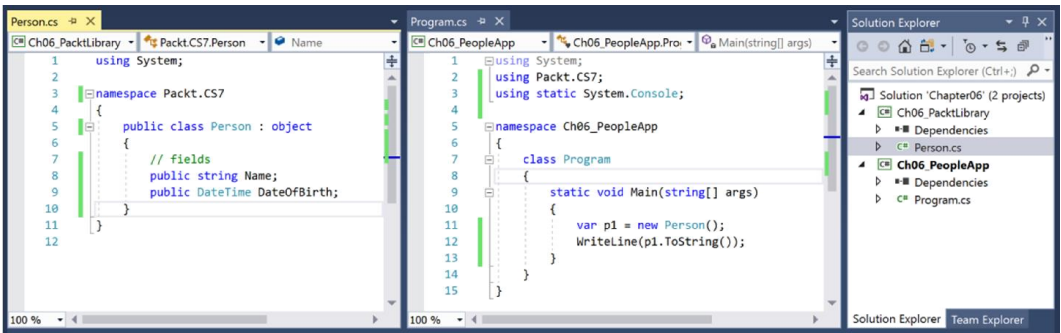 Person.cs
Ch06_PacktLibrary Packt.CS7.Person Name
1 using System;
2
3 namespace Packt.CS7
4 {
5 public class Person : object
6 {
7 // fields
8 public string Name;
9 public DateTime DateOfBirth;
10 }
11 }
12
100 %
Program.cs
Ch06_PeopleApp Ch06_PeopleApp.Pro Main(string[] args)
1 using System;
2 using Packt.CS7;
3 using static System.Console;
4
5 namespace Ch06_PeopleApp
6 {
7 class Program
8 {
9 static void Main(string[] args)
10 {
11 var p1 = new Person();
12 WriteLine(p1.ToString());
13 }
14 }
15 }
100 %
Solution Explorer
Search Solution Explorer (Ctrl+;)
Solution 'Chapter06' (2 projects)
Ch06_PacktLibrary
Dependencies
C# Person.cs
Ch06_PeopleApp
Dependencies
C# Program.cs
Solution Explorer Team Explorer